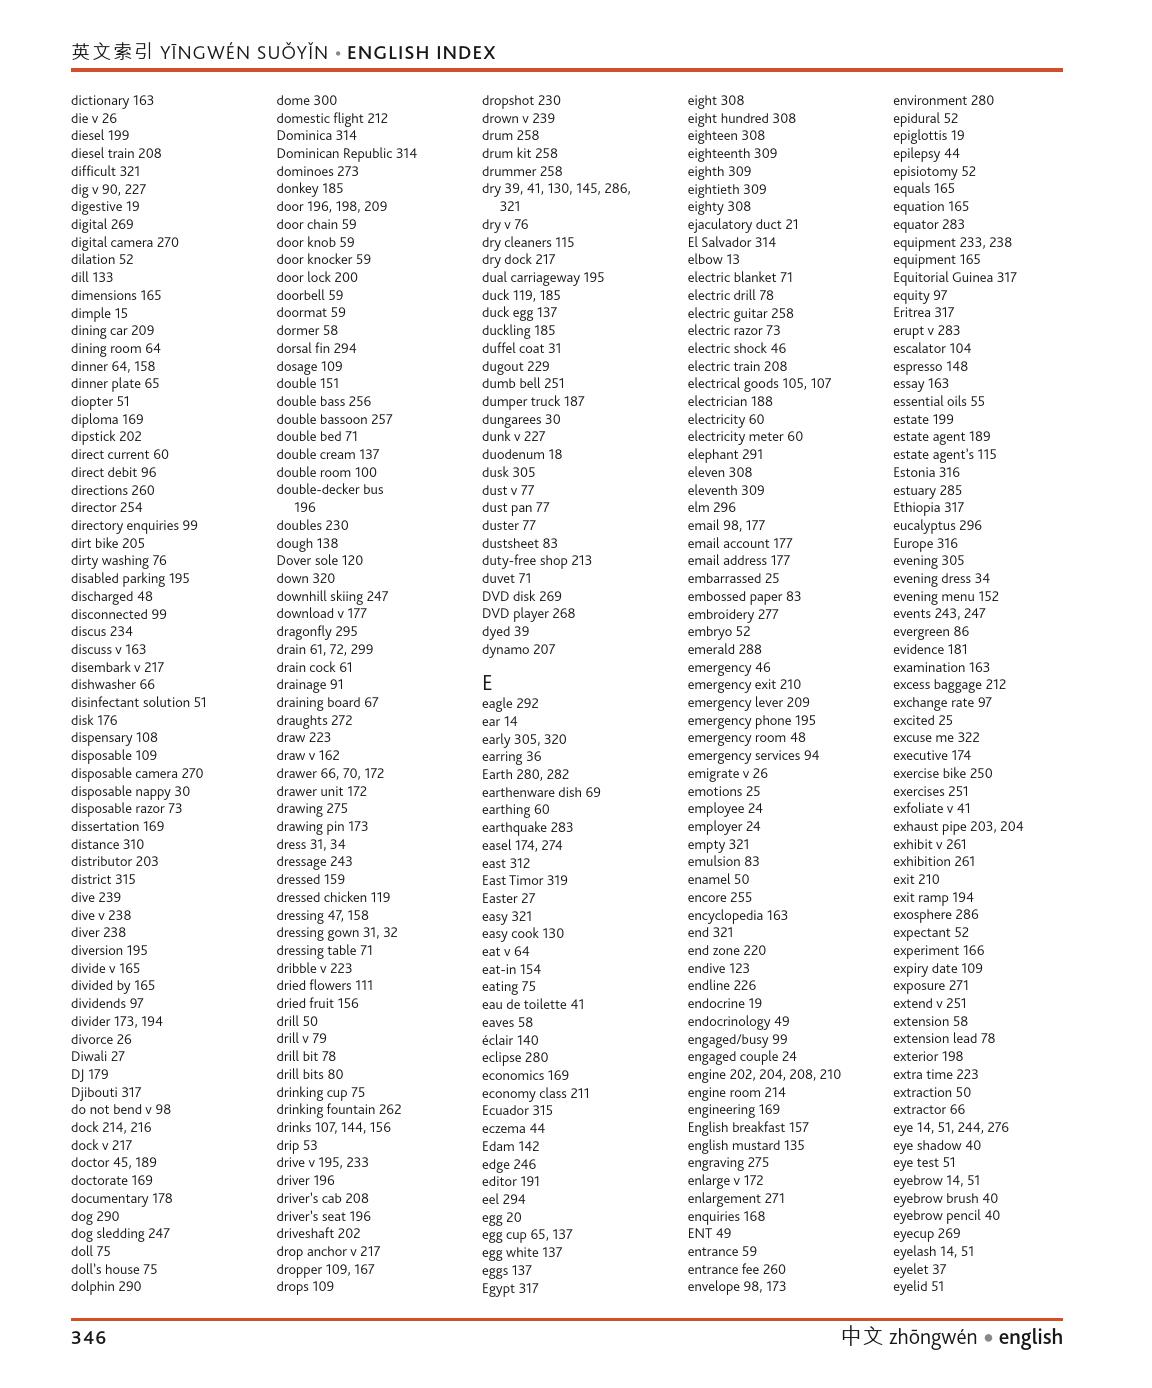 英文索引 YĪNGWÉN SUǑYǏN • ENGLISH INDEX
dictionary 163
die v 26
diesel 199
diesel train 208
difficult 321
dig v 90, 227
digestive 19
digital 269
digital camera 270
dilation 52
dill 133
dimensions 165
dimple 15
dining car 209
dining room 64
dinner 64, 158
dinner plate 65
diopter 51
diploma 169
dipstick 202
direct current 60
direct debit 96
directions 260
director 254
directory enquiries 99
dirt bike 205
dirty washing 76
disabled parking 195
discharged 48
disconnected 99
discus 234
discuss v 163
disembark v 217
dishwasher 66
disinfectant solution 51
disk 176
dispensary 108
disposable 109
disposable camera 270
disposable nappy 30
disposable razor 73
dissertation 169
distance 310
distributor 203
district 315
dive 239
dive v 238
diver 238
diversion 195
divide v 165
divided by 165
dividends 97
divider 173, 194
divorce 26
Diwali 27
DJ 179
Djibouti 317
do not bend v 98
dock 214, 216
dock v 217
doctor 45, 189
doctorate 169
documentary 178
dog 290
dog sledding 247
doll 75
doll's house 75
dolphin 290
dome 300
domestic flight 212
Dominica 314
Dominican Republic 314
dominoes 273
donkey 185
door 196, 198, 209
door chain 59
door knob 59
door knocker 59
door lock 200
doorbell 59
doormat 59
dormer 58
dorsal fin 294
dosage 109
double 151
double bass 256
double bassoon 257
double bed 71
double cream 137
double room 100
double-decker bus
196
doubles 230
dough 138
Dover sole 120
down 320
downhill skiing 247
download v 177
dragonfly 295
drain 61, 72, 299
drain cock 61
drainage 91
draining board 67
draughts 272
draw 223
draw v 162
drawer 66, 70, 172
drawer unit 172
drawing 275
drawing pin 173
dress 31, 34
dressage 243
dressed 159
dressed chicken 119
dressing 47, 158
dressing gown 31, 32
dressing table 71
dribble v 223
dried flowers 111
dried fruit 156
drill 50
drill v 79
drill bit 78
drill bits 80
drinking cup 75
drinking fountain 262
drinks 107, 144, 156
drip 53
drive v 195, 233
driver 196
driver's cab 208
driver's seat 196
driveshaft 202
drop anchor v 217
dropper 109, 167
drops 109
dropshot 230
drown v 239
drum 258
drum kit 258
drummer 258
dry 39, 41, 130, 145, 286,
321
dry v 76
dry cleaners 115
dry dock 217
dual carriageway 195
duck 119, 185
duck egg 137
duckling 185
duffel coat 31
dugout 229
dumb bell 251
dumper truck 187
dungarees 30
dunk v 227
duodenum 18
dusk 305
dust v 77
dust pan 77
duster 77
dustsheet 83
duty-free shop 213
duvet 71
DVD disk 269
DVD player 268
dyed 39
dynamo 207
E
eagle 292
ear 14
early 305, 320
earring 36
Earth 280, 282
earthenware dish 69
earthing 60
earthquake 283
easel 174, 274
east 312
East Timor 319
Easter 27
easy 321
easy cook 130
eat v 64
eat-in 154
eating 75
eau de toilette 41
eaves 58
éclair 140
eclipse 280
economics 169
economy class 211
Ecuador 315
eczema 44
Edam 142
edge 246
editor 191
eel 294
egg 20
egg cup 65, 137
egg white 137
eggs 137
Egypt 317
eight 308
eight hundred 308
eighteen 308
eighteenth 309
eighth 309
eightieth 309
eighty 308
ejaculatory duct 21
El Salvador 314
elbow 13
electric blanket 71
electric drill 78
electric guitar 258
electric razor 73
electric shock 46
electric train 208
electrical goods 105, 107
electrician 188
electricity 60
electricity meter 60
elephant 291
eleven 308
eleventh 309
elm 296
email 98, 177
email account 177
email address 177
embarrassed 25
embossed paper 83
embroidery 277
embryo 52
emerald 288
emergency 46
emergency exit 210
emergency lever 209
emergency phone 195
emergency room 48
emergency services 94
emigrate v 26
emotions 25
employee 24
employer 24
empty 321
emulsion 83
enamel 50
encore 255
encyclopedia 163
end 321
end zone 220
endive 123
endline 226
endocrine 19
endocrinology 49
engaged/busy 99
engaged couple 24
engine 202, 204, 208, 210
engine room 214
engineering 169
English breakfast 157
english mustard 135
engraving 275
enlarge v 172
enlargement 271
enquiries 168
ENT 49
entrance 59
entrance fee 260
envelope 98, 173
environment 280
epidural 52
epiglottis 19
epilepsy 44
episiotomy 52
equals 165
equation 165
equator 283
equipment 233, 238
equipment 165
Equitorial Guinea 317
equity 97
Eritrea 317
erupt v 283
escalator 104
espresso 148
essay 163
essential oils 55
estate 199
estate agent 189
estate agent's 115
Estonia 316
estuary 285
Ethiopia 317
eucalyptus 296
Europe 316
evening 305
evening dress 34
evening menu 152
events 243, 247
evergreen 86
evidence 181
examination 163
excess baggage 212
exchange rate 97
excited 25
excuse me 322
executive 174
exercise bike 250
exercises 251
exfoliate v 41
exhaust pipe 203, 204
exhibit v 261
exhibition 261
exit 210
exit ramp 194
exosphere 286
expectant 52
experiment 166
expiry date 109
exposure 271
extend v 251
extension 58
extension lead 78
exterior 198
extra time 223
extraction 50
extractor 66
eye 14, 51, 244, 276
eye shadow 40
eye test 51
eyebrow 14, 51
eyebrow brush 40
eyebrow pencil 40
eyecup 269
eyelash 14, 51
eyelet 37
eyelid 51
346
中文 zhōngwén • english